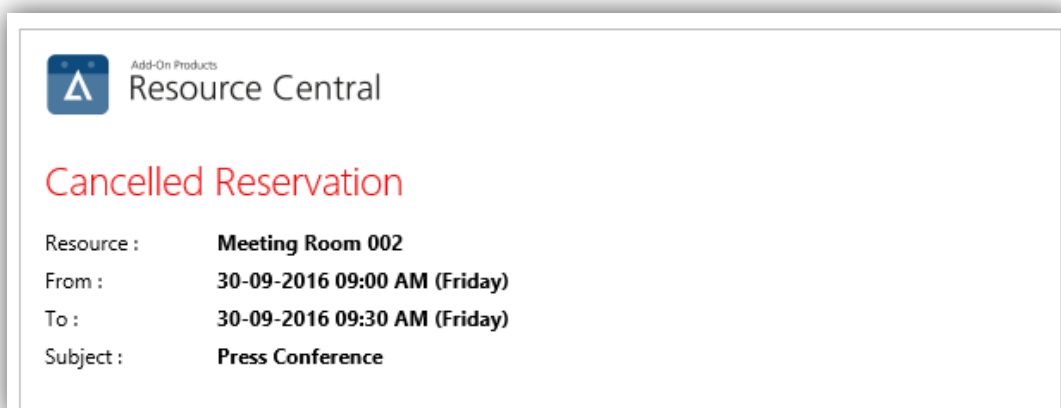 Add-On Products
Resource Central
Cancelled Reservation
Resource : Meeting Room 002
From : 30-09-2016 09:00 AM (Friday)
To : 30-09-2016 09:30 AM (Friday)
Subject : Press Conference